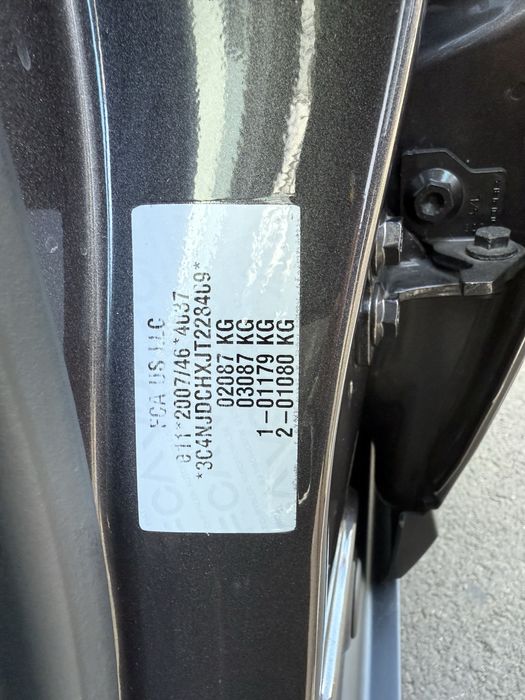 FCA US LLC
e11*2007/46*4037
*3C4NJDCHXJT228409*
02087 KG
03087 KG
1-01179 KG
2-01080 KG